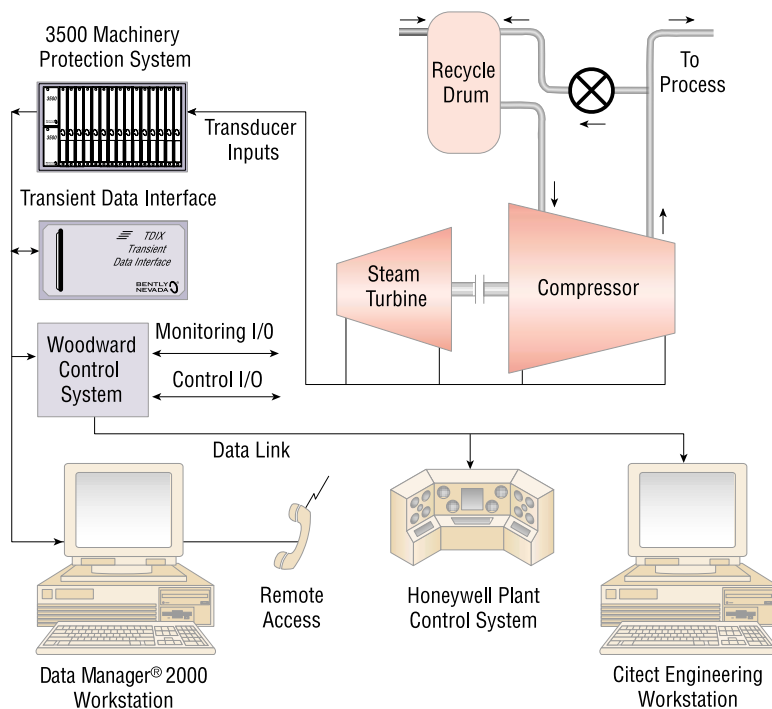 3500 Machinery
Protection System
3500
3500
Transducer
Inputs
Recycle
Drum
To
Process
Transient Data Interface
TDIX
Transient
Data Interface
BENTLY
NEVADA
Steam
Turbine
Compressor
Woodward
Control
System
Monitoring I/O
Control I/O
Data Link
Remote
Access
Honeywell Plant
Control System
Data Manager® 2000
Workstation
Citect Engineering
Workstation